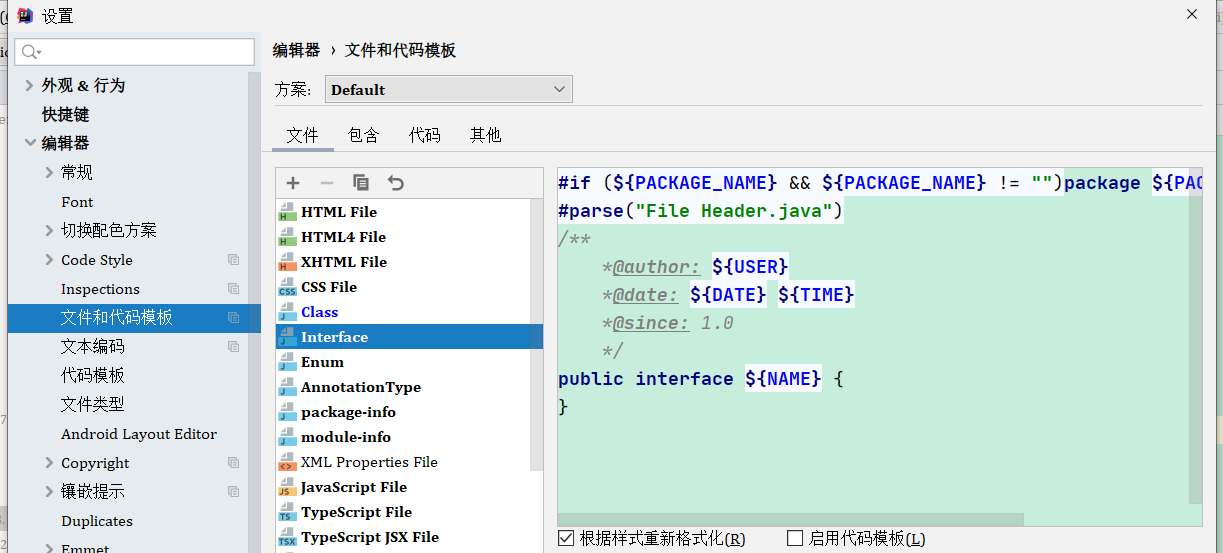 设置
编辑器 › 文件和代码模板
方案: Default
文件 包含 代码 其他
外观 & 行为
快捷键
编辑器
常规
Font
切换配色方案
Code Style
Inspections
文件和代码模板
文本编码
代码模板
文件类型
Android Layout Editor
Copyright
镶嵌提示
Duplicates
Emmet
HTML File
HTML4 File
XHTML File
CSS File
Class
Interface
Enum
AnnotationType
package-info
module-info
XML Properties File
JavaScript File
TypeScript File
TypeScript JSX File
#if (${PACKAGE_NAME} && ${PACKAGE_NAME} != "")package ${PAC
#parse("File Header.java")
/**
*@author: ${USER}
*@date: ${DATE} ${TIME}
*@since: 1.0
*/
public interface ${NAME} {
}
根据样式重新格式化(R) 启用代码模板(L)